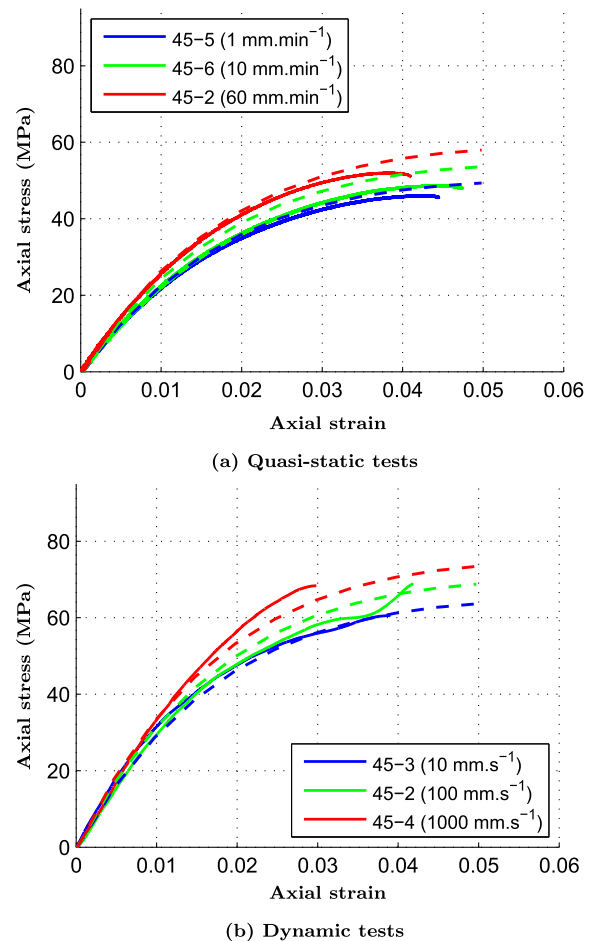 45−5 (1 mm.min⁻¹)
45−6 (10 mm.min⁻¹)
45−2 (60 mm.min⁻¹)
Axial stress (MPa)
80
60
40
20
0
0 0.01 0.02 0.03 0.04 0.05 0.06
Axial strain
(a) Quasi-static tests
Axial stress (MPa)
80
60
40
20
0
45−3 (10 mm.s⁻¹)
45−2 (100 mm.s⁻¹)
45−4 (1000 mm.s⁻¹)
0 0.01 0.02 0.03 0.04 0.05 0.06
Axial strain
(b) Dynamic tests